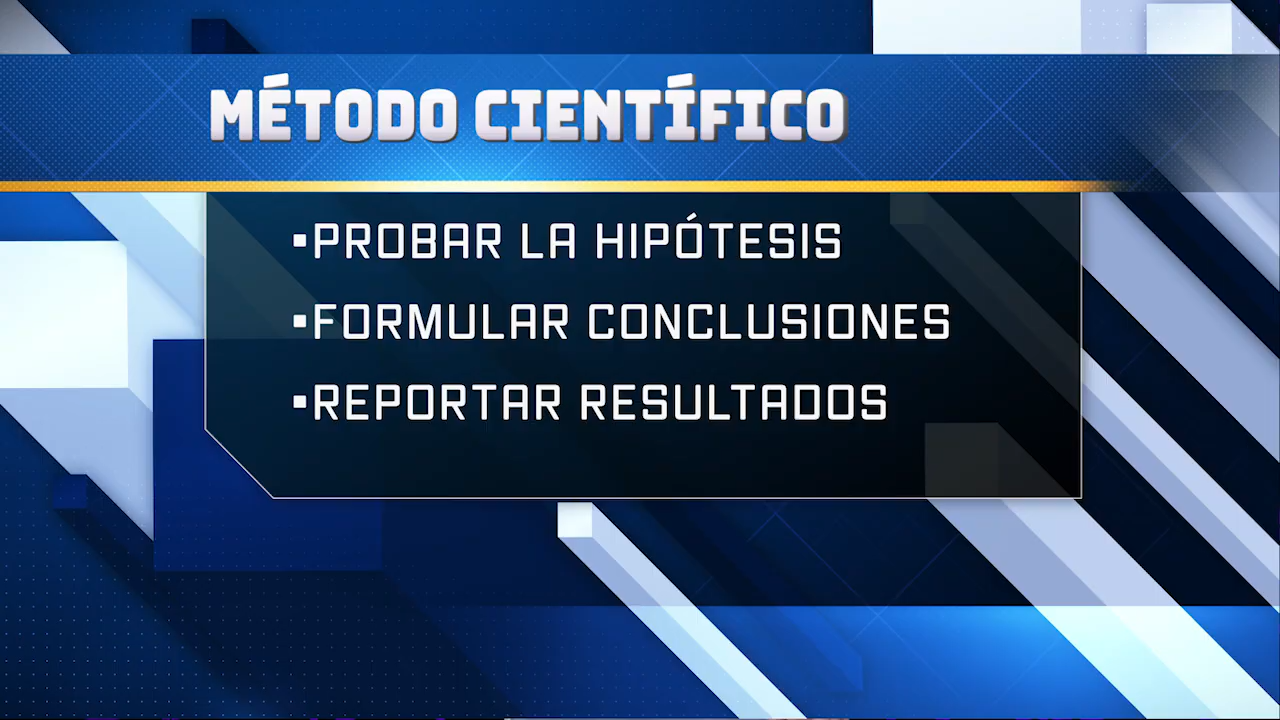 MÉTODO CIENTÍFICO
▪PROBAR LA HIPÓTESIS
▪FORMULAR CONCLUSIONES
▪REPORTAR RESULTADOS